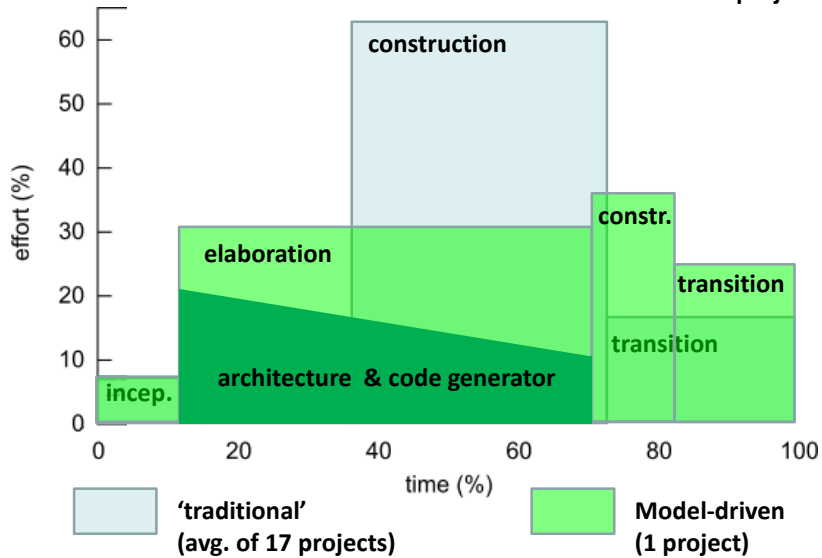 proj
60
construction
50
40
effort (%)
constr.
30
elaboration
transition
20
transition
10
architecture & code generator
incep.
0
0 20 40 60 80 100
time (%)
‘traditional’
(avg. of 17 projects)
Model-driven
(1 project)